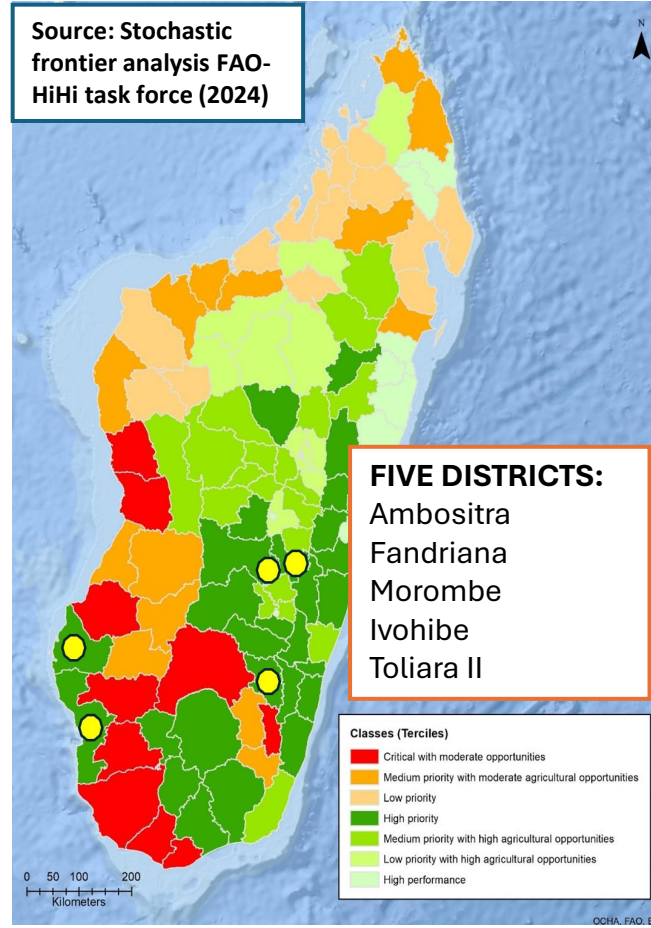 Source: Stochastic
frontier analysis FAO-
HiHi task force (2024)
N
FIVE DISTRICTS:
Ambositra
Fandriana
Morombe
Ivohibe
Toliara II
Classes (Terciles)
Critical with moderate opportunities
Medium priority with moderate agricultural opportunities
Low priority
High priority
Medium priority with high agricultural opportunities
Low priority with high agricultural opportunities
High performance
0 50 100 200
Kilometers
OCHA, FAO, E